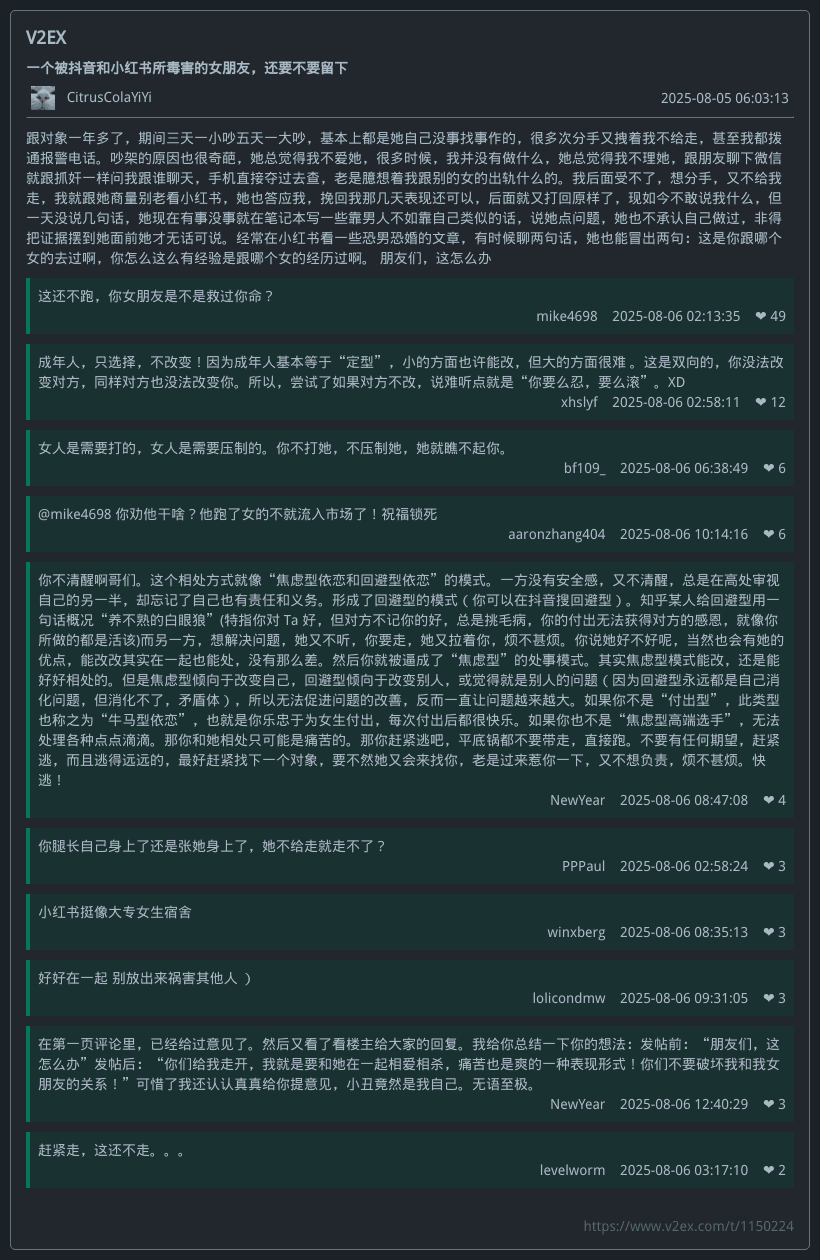 V2EX
一个被抖音和小红书所毒害的女朋友，还要不要留下
CitrusColaYiYi
2025-08-05 06:03:13
跟对象一年多了，期间三天一小吵五天一大吵，基本上都是她自己没事找事作的，很多次分手又拽着我不给走，甚至我都拨
通报警电话。吵架的原因也很奇葩，她总觉得我不爱她，很多时候，我并没有做什么，她总觉得我不理她，跟朋友聊下微信
就跟抓奸一样问我跟谁聊天，手机直接夺过去查，老是臆想着我跟别的女的出轨什么的。我后面受不了，想分手，又不给我
走，我就跟她商量别老看小红书，她也答应我，挽回我那几天表现还可以，后面就又打回原样了，现如今不敢说我什么，但
一天没说几句话，她现在有事没事就在笔记本写一些靠男人不如靠自己类似的话，说她点问题，她也不承认自己做过，非得
把证据摆到她面前她才无话可说。经常在小红书看一些恐男恐婚的文章，有时候聊两句话，她也能冒出两句：这是你跟哪个
女的去过啊，你怎么这么有经验是跟哪个女的经历过啊。 朋友们，这怎么办
这还不跑，你女朋友是不是救过你命？
mike4698 2025-08-06 02:13:35 ❤ 49
成年人，只选择，不改变！因为成年人基本等于“定型”，小的方面也许能改，但大的方面很难 。这是双向的，你没法改
变对方，同样对方也没法改变你。所以，尝试了如果对方不改，说难听点就是“你要么忍，要么滚”。XD
xhslyf 2025-08-06 02:58:11 ❤ 12
女人是需要打的，女人是需要压制的。你不打她，不压制她，她就瞧不起你。
bf109_ 2025-08-06 06:38:49 ❤ 6
@mike4698 你劝他干啥？他跑了女的不就流入市场了！祝福锁死
aaronzhang404 2025-08-06 10:14:16 ❤ 6
你不清醒啊哥们。这个相处方式就像“焦虑型依恋和回避型依恋”的模式。一方没有安全感，又不清醒，总是在高处审视
自己的另一半，却忘记了自己也有责任和义务。形成了回避型的模式（你可以在抖音搜回避型）。知乎某人给回避型用一
句话概况“养不熟的白眼狼”(特指你对 Ta 好，但对方不记你的好，总是挑毛病，你的付出无法获得对方的感恩，就像你
所做的都是活该)而另一方，想解决问题，她又不听，你要走，她又拉着你，烦不甚烦。你说她好不好呢，当然也会有她的
优点，能改改其实在一起也能处，没有那么差。然后你就被逼成了“焦虑型”的处事模式。其实焦虑型模式能改，还是能
好好相处的。但是焦虑型倾向于改变自己，回避型倾向于改变别人，或觉得就是别人的问题（因为回避型永远都是自己消
化问题，但消化不了，矛盾体），所以无法促进问题的改善，反而一直让问题越来越大。如果你不是“付出型”，此类型
也称之为“牛马型依恋”，也就是你乐忠于为女生付出，每次付出后都很快乐。如果你也不是“焦虑型高端选手”，无法
处理各种点点滴滴。那你和她相处只可能是痛苦的。那你赶紧逃吧，平底锅都不要带走，直接跑。不要有任何期望，赶紧
逃，而且逃得远远的，最好赶紧找下一个对象，要不然她又会来找你，老是过来惹你一下，又不想负责，烦不甚烦。快
逃！
NewYear 2025-08-06 08:47:08 ❤ 4
你腿长自己身上了还是张她身上了，她不给走就走不了？
PPPaul 2025-08-06 02:58:24 ❤ 3
小红书挺像大专女生宿舍
winxberg 2025-08-06 08:35:13 ❤ 3
好好在一起 别放出来祸害其他人 ）
lolicondmw 2025-08-06 09:31:05 ❤ 3
在第一页评论里，已经给过意见了。然后又看了看楼主给大家的回复。我给你总结一下你的想法：发帖前：“朋友们，这
怎么办”发帖后：“你们给我走开，我就是要和她在一起相爱相杀，痛苦也是爽的一种表现形式！你们不要破坏我和我女
朋友的关系！”可惜了我还认认真真给你提意见，小丑竟然是我自己。无语至极。
NewYear 2025-08-06 12:40:29 ❤ 3
赶紧走，这还不走。。。
levelworm 2025-08-06 03:17:10 ❤ 2
https://www.v2ex.com/t/1150224